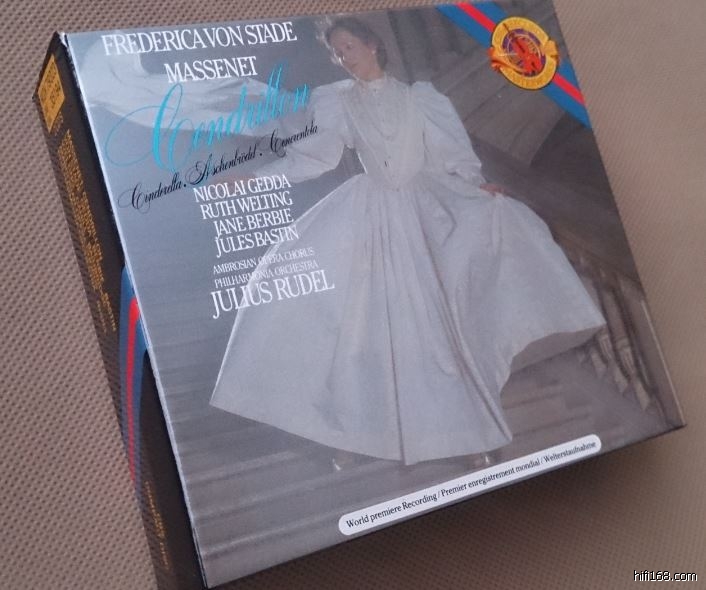 FREDERICA VON STADE
MASSENET
Cendrillon
Cinderella . Aschenbrödel . Cenerentola
NICOLAI GEDDA
RUTH WELTING
JANE BERBIE
JULES BASTIN
AMBROSIAN OPERA CHORUS
PHILHARMONIA ORCHESTRA
JULIUS RUDEL
World premiere Recording / Premier enregistrement mondial / Welterstaufnahme
hifi168.com